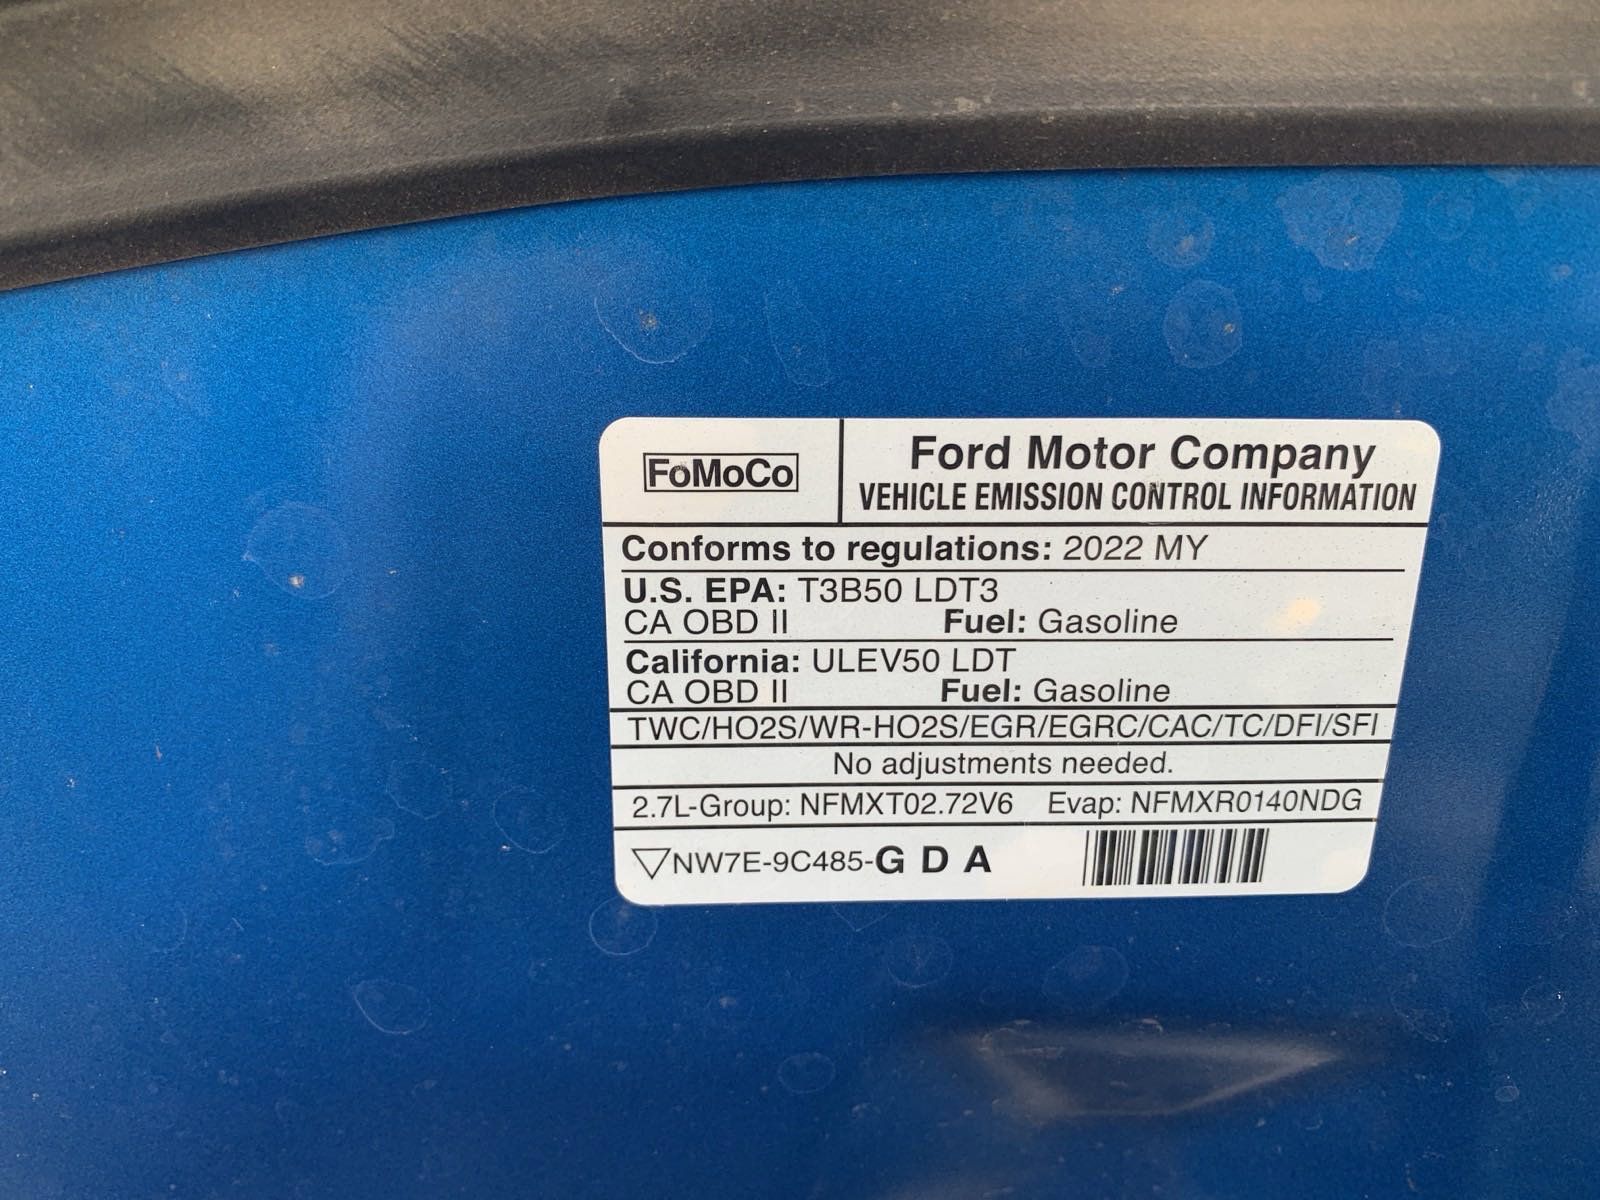 FoMoCo
Ford Motor Company
VEHICLE EMISSION CONTROL INFORMATION
Conforms to regulations: 2022 MY
U.S. EPA: T3B50 LDT3
CA OBD II Fuel: Gasoline
California: ULEV50 LDT
CA OBD II Fuel: Gasoline
TWC/HO2S/WR-HO2S/EGR/EGRC/CAC/TC/DFI/SFI
No adjustments needed.
2.7L-Group: NFMXT02.72V6 Evap: NFMXR0140NDG
NW7E-9C485-G D A